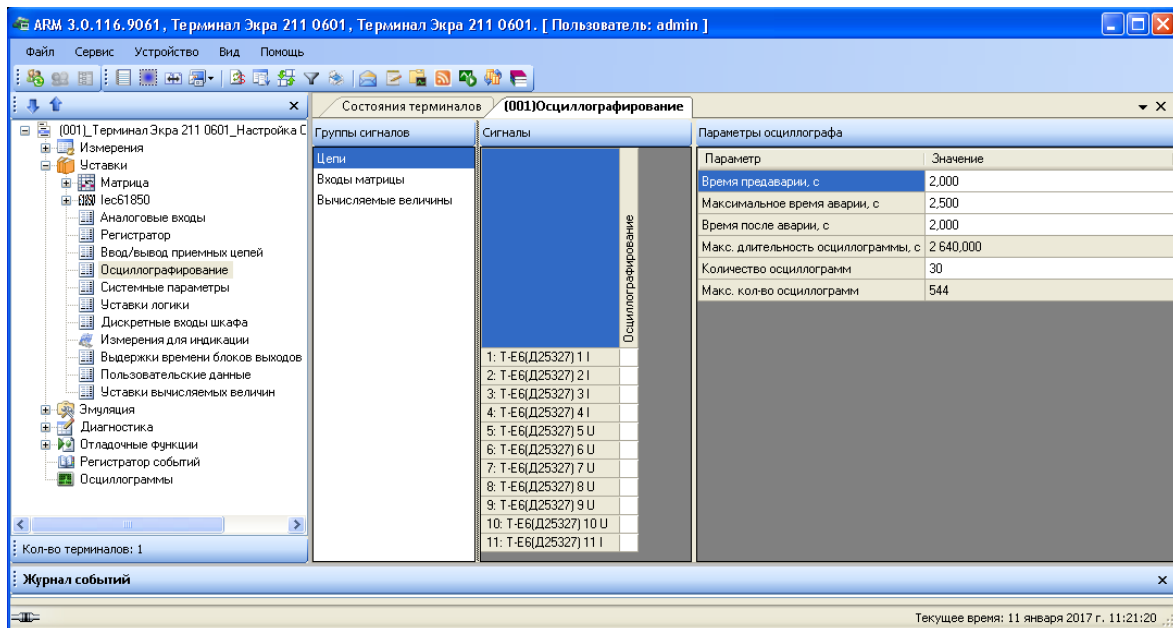 ARM 3.0.116.9061, Терминал Экра 211 0601, Терминал Экра 211 0601. [ Пользователь: admin ]
Файл Сервис Устройство Вид Помощь
Состояния терминалов (001)Осциллографирование
(001)_Терминал Экра 211 0601_Настройка С
Измерения
Уставки
Матрица
Iec61850
Аналоговые входы
Регистратор
Ввод/вывод приемных цепей
Осциллографирование
Системные параметры
Уставки логики
Дискретные входы шкафа
Измерения для индикации
Выдержки времени блоков выходов
Пользовательские данные
Уставки вычисляемых величин
Эмуляция
Диагностика
Отладочные функции
Регистратор событий
Осциллограммы
Кол-во терминалов: 1
Группы сигналов
Цепи
Входы матрицы
Вычисляемые величины
Сигналы
Осциллографирование
1: Т-Е6(Д25327) 1 I
2: Т-Е6(Д25327) 2 I
3: Т-Е6(Д25327) 3 I
4: Т-Е6(Д25327) 4 I
5: Т-Е6(Д25327) 5 U
6: Т-Е6(Д25327) 6 U
7: Т-Е6(Д25327) 7 U
8: Т-Е6(Д25327) 8 U
9: Т-Е6(Д25327) 9 U
10: Т-Е6(Д25327) 10 U
11: Т-Е6(Д25327) 11 I
Параметры осциллографа
Параметр Значение
Время предаварии, с 2,000
Максимальное время аварии, с 2,500
Время после аварии, с 2,000
Макс. длительность осциллограммы, с 2 640,000
Количество осциллограмм 30
Макс. кол-во осциллограмм 544
Журнал событий
Текущее время: 11 января 2017 г. 11:21:20